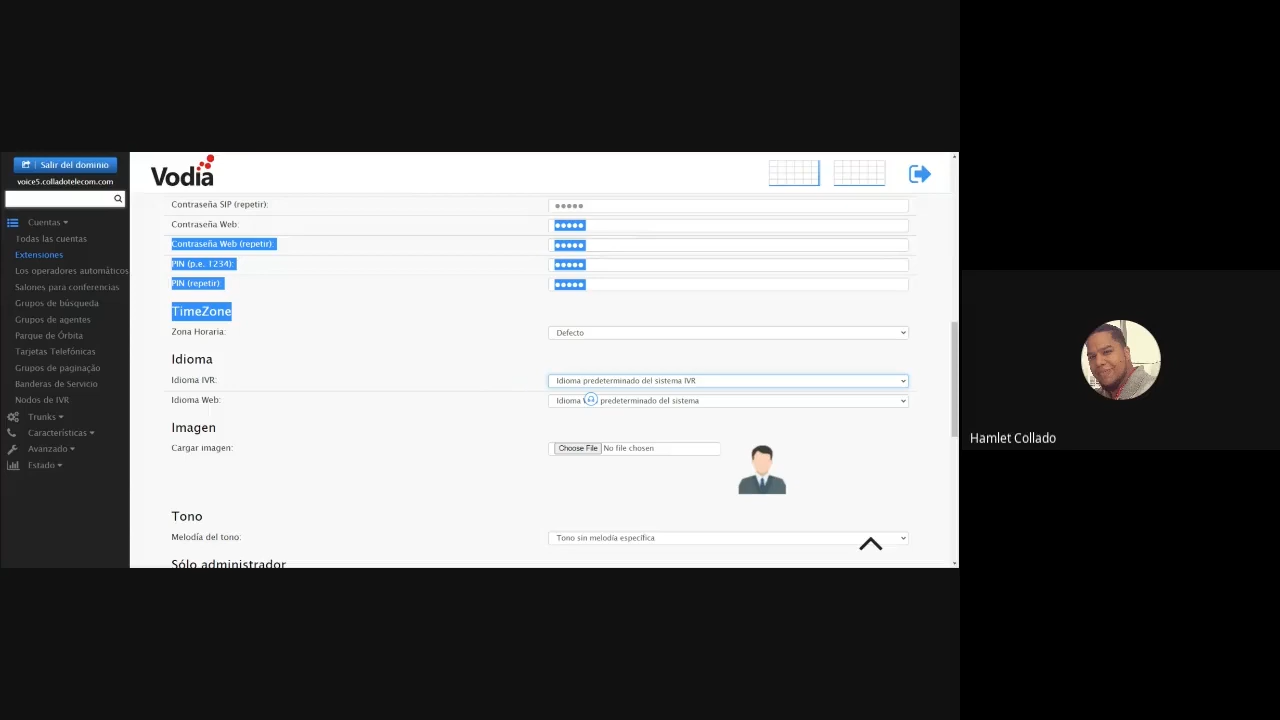 Salir del dominio
voice5.colladotelecom.com
Cuentas
Todas las cuentas
Extensiones
Los operadores automáticos
Salones para conferencias
Grupos de búsqueda
Grupos de agentes
Parque de Órbita
Tarjetas Telefónicas
Grupos de paginação
Banderas de Servicio
Nodos de IVR
Trunks
Características
Avanzado
Estado
Vodia
Contraseña SIP (repetir):
Contraseña Web:
Contraseña Web (repetir):
PIN (p.e. 1234):
PIN (repetir)
TimeZone
Zona Horaria: Defecto
Idioma
Idioma IVR: Idioma predeterminado del sistema IVR
Idioma Web: Idioma predeterminado del sistema
Imagen
Cargar imagen: Choose File No file chosen
Tono
Melodía del tono: Tono sin melodía específica
Sólo administrador
Hamlet Collado